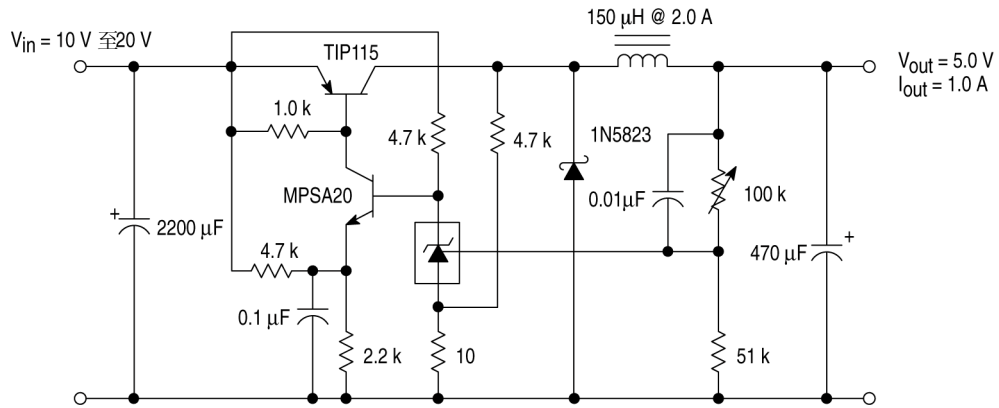 150 μH @ 2.0 A
Vin = 10 V 至20 V
TIP115
Vout = 5.0 V
Iout = 1.0 A
1.0 k
4.7 k
4.7 k
1N5823
MPSA20
0.01μF
100 k
+
2200 μF
4.7 k
+
470 μF
0.1 μF
2.2 k
10
51 k